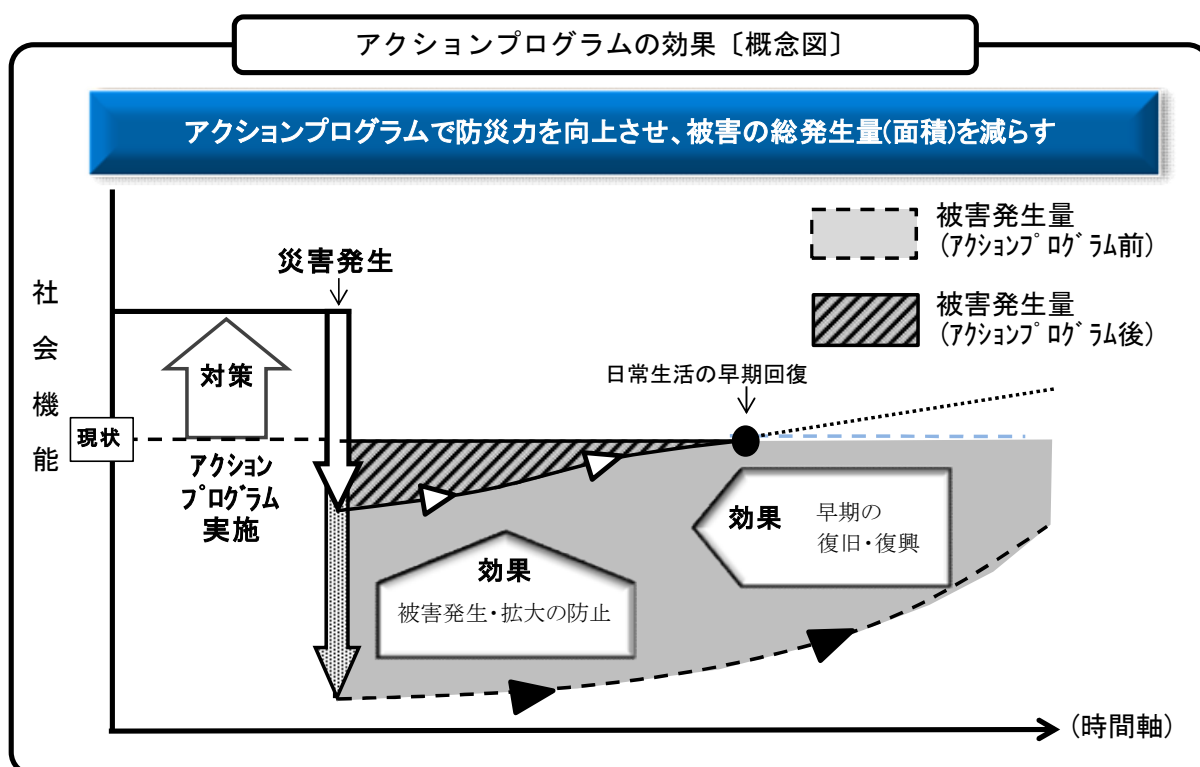 アクションプログラムの効果〔概念図〕
アクションプログラムで防災力を向上させ、被害の総発生量(面積)を減らす
被害発生量
(ｱｸｼｮﾝﾌﾟﾛｸﾞﾗﾑ前)
災害発生
社会機能
被害発生量
(ｱｸｼｮﾝﾌﾟﾛｸﾞﾗﾑ後)
対策
日常生活の早期回復
現状
アクション
プログラム
実施
効果
早期の
復旧・復興
効果
被害発生・拡大の防止
(時間軸)